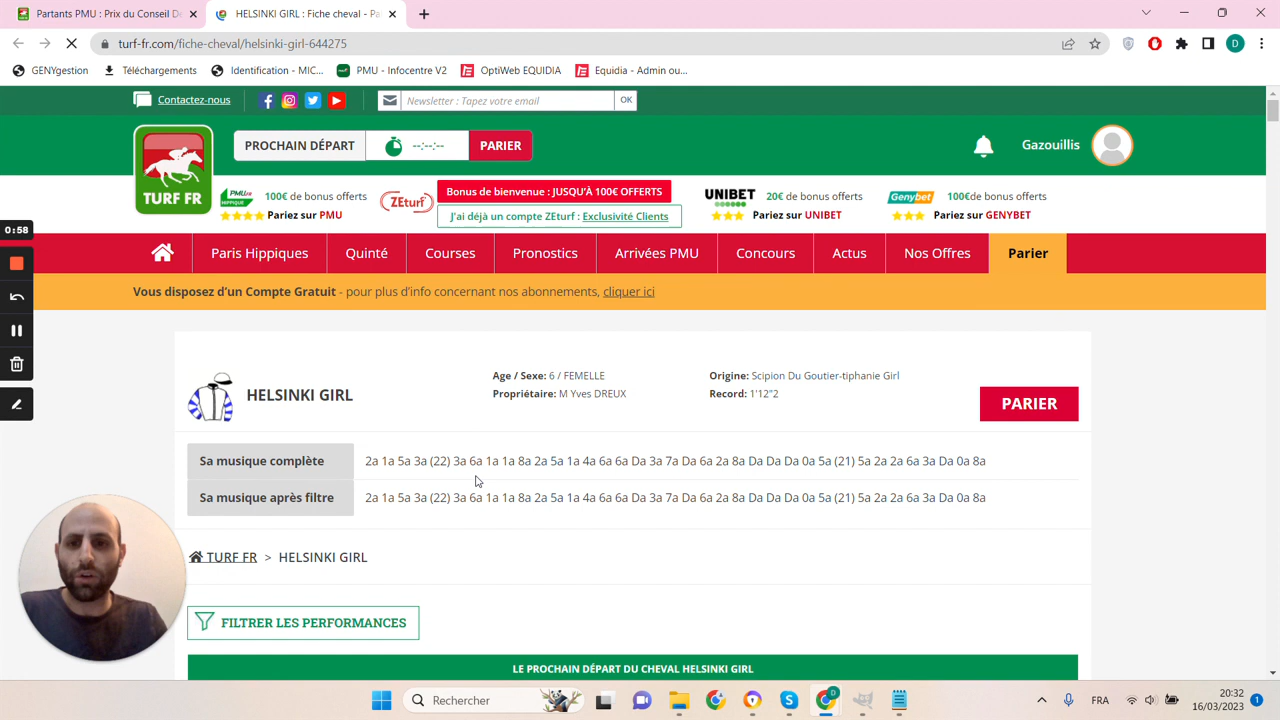 Partants PMU : Prix du Conseil De
HELSINKI GIRL : Fiche cheval - Pa
turf-fr.com/fiche-cheval/helsinki-girl-644275
D
GENYgestion
Téléchargements
Identification - MIC...
PMU - Infocentre V2
OptiWeb EQUIDIA
Equidia - Admin ou...
Contactez-nous
Newsletter : Tapez votre email
OK
TURF FR
PROCHAIN DÉPART
--:--:--
PARIER
Gazouillis
100€ de bonus offerts
Pariez sur PMU
ZEturf
Bonus de bienvenue : JUSQU'À 100€ OFFERTS
J'ai déjà un compte ZEturf : Exclusivité Clients
UNIBET
20€ de bonus offerts
Pariez sur UNIBET
Genybet
100€de bonus offerts
Pariez sur GENYBET
0:58
Paris Hippiques
Quinté
Courses
Pronostics
Arrivées PMU
Concours
Actus
Nos Offres
Parier
Vous disposez d'un Compte Gratuit - pour plus d'info concernant nos abonnements, cliquer ici
HELSINKI GIRL
Age / Sexe: 6 / FEMELLE
Propriétaire: M Yves DREUX
Origine: Scipion Du Goutier-tiphanie Girl
Record: 1'12"2
PARIER
Sa musique complète
2a 1a 5a 3a (22) 3a 6a 1a 1a 8a 2a 5a 1a 4a 6a 6a Da 3a 7a Da 6a 2a 8a Da Da Da 0a 5a (21) 5a 2a 2a 6a 3a Da 0a 8a
Sa musique après filtre
2a 1a 5a 3a (22) 3a 6a 1a 1a 8a 2a 5a 1a 4a 6a 6a Da 3a 7a Da 6a 2a 8a Da Da Da 0a 5a (21) 5a 2a 2a 6a 3a Da 0a 8a
TURF FR > HELSINKI GIRL
FILTRER LES PERFORMANCES
LE PROCHAIN DÉPART DU CHEVAL HELSINKI GIRL
Rechercher
D
FRA
20:32
16/03/2023
1